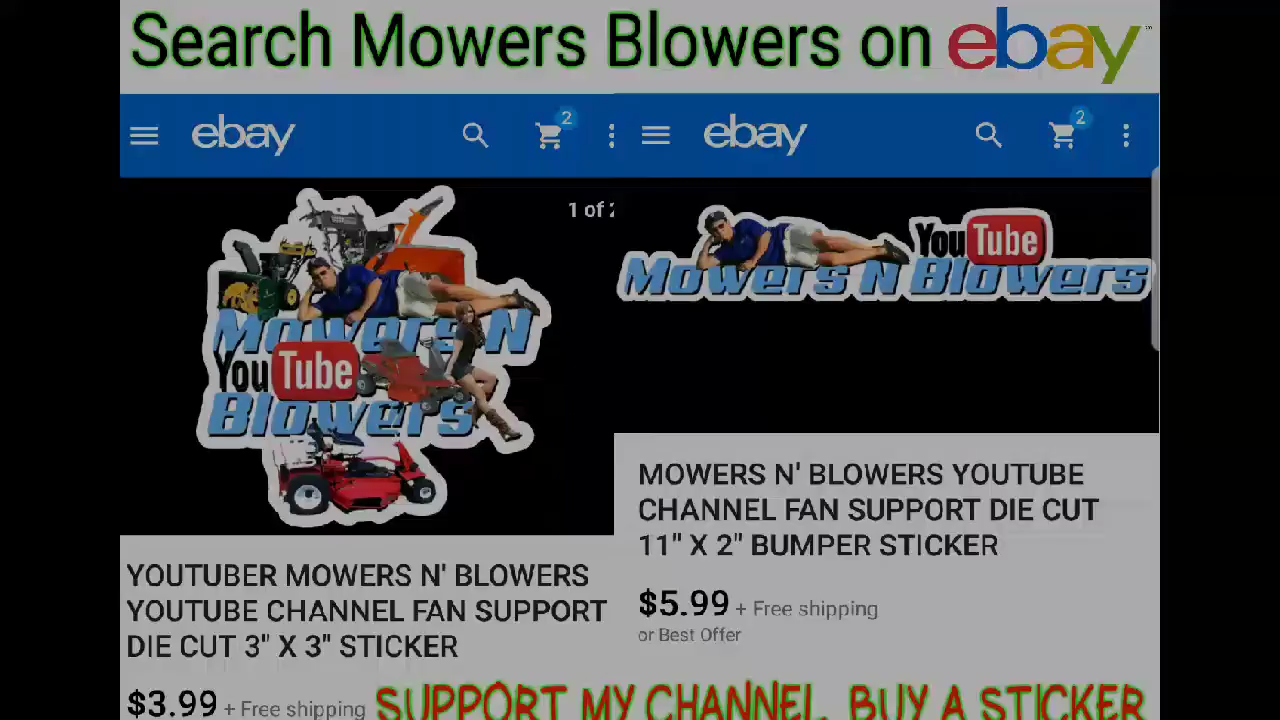 Search Mowers Blowers on ebay
ebay 2
1 of 2
Mowers N
YouTube
Blowers
YOUTUBER MOWERS N' BLOWERS
YOUTUBE CHANNEL FAN SUPPORT
DIE CUT 3" X 3" STICKER
$3.99 + Free shipping
ebay 2
YouTube
Mowers N Blowers
MOWERS N' BLOWERS YOUTUBE
CHANNEL FAN SUPPORT DIE CUT
11" X 2" BUMPER STICKER
$5.99 + Free shipping
or Best Offer
SUPPORT MY CHANNEL, BUY A STICKER